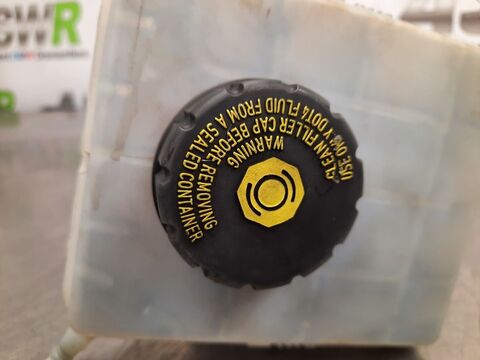 CWR
WARNING
CLEAN FILLER CAP BEFORE REMOVING
USE ONLY DOT4 FLUID FROM A SEALED CONTAINER